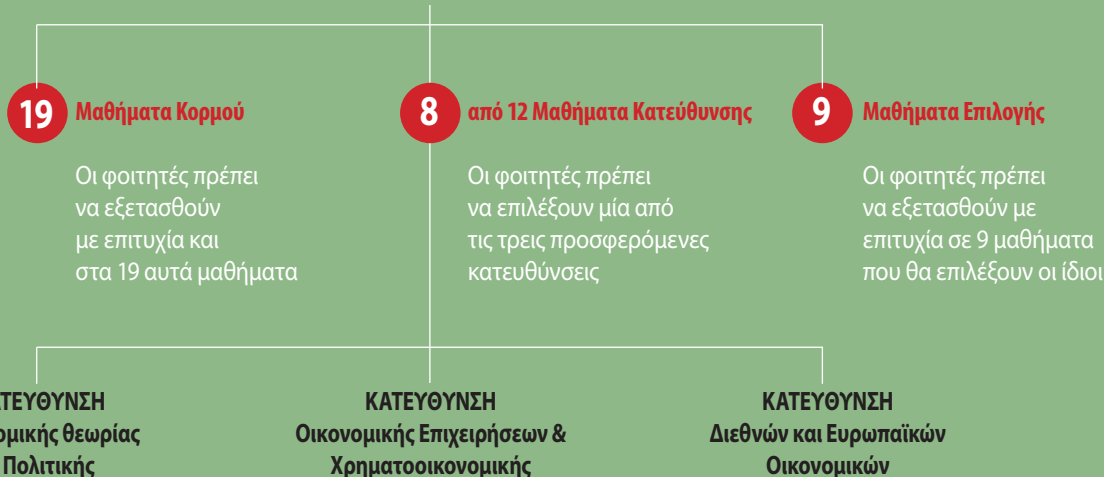 19 Μαθήματα Κορμού
Οι φοιτητές πρέπει
να εξετασθούν
με επιτυχία και
στα 19 αυτά μαθήματα
8 από 12 Μαθήματα Κατεύθυνσης
Οι φοιτητές πρέπει
να επιλέξουν μία από
τις τρεις προσφερόμενες
κατευθύνσεις
9 Μαθήματα Επιλογής
Οι φοιτητές πρέπει
να εξετασθούν με
επιτυχία σε 9 μαθήματα
που θα επιλέξουν οι ίδιοι
θεωρίας
Πολιτικής
ΚΑΤΕΥΘΥΝΣΗ
Οικονομικής Επιχειρήσεων &
Χρηματοοικονομικής
ΚΑΤΕΥΘΥΝΣΗ
Διεθνών και Ευρωπαϊκών
Οικονομικών